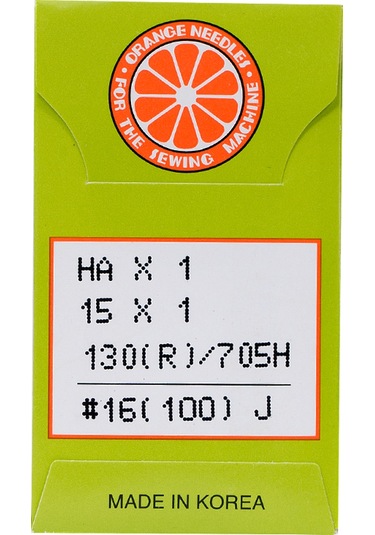 ORANGE NEEDLES
• FOR THE SEWING MACHINE •
HA X 1
15 X 1
130(R)/705H
#16(100) J
MADE IN KOREA